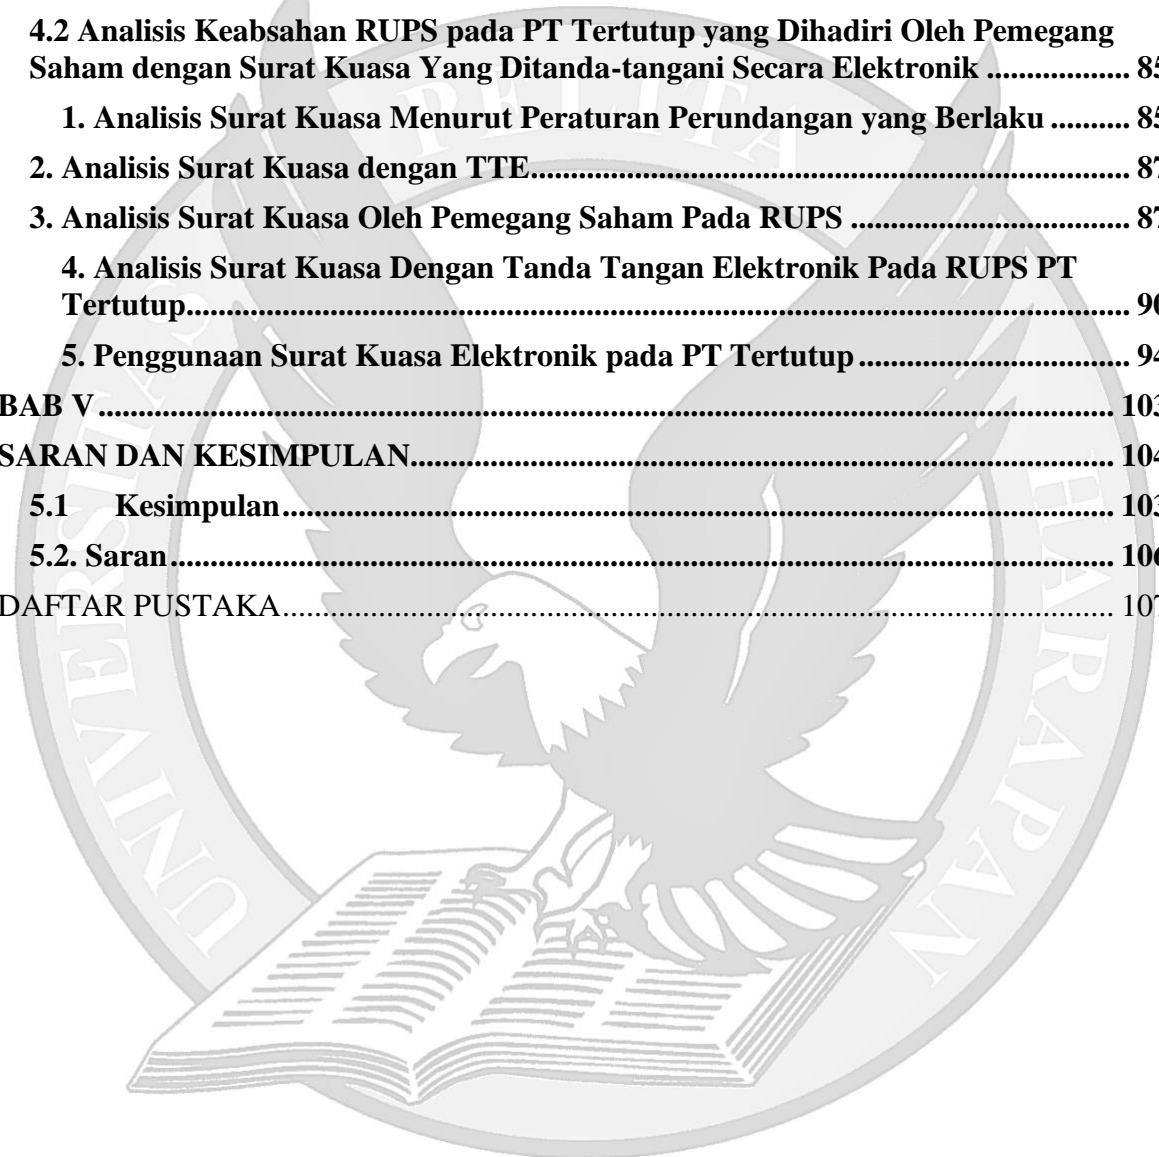 4.2 Analisis Keabsahan RUPS pada PT Tertutup yang Dihadiri Oleh Pemegang
Saham dengan Surat Kuasa Yang Ditanda-tangani Secara Elektronik ................. 85
1. Analisis Surat Kuasa Menurut Peraturan Perundangan yang Berlaku .......... 85
2. Analisis Surat Kuasa dengan TTE........................................................................... 87
3. Analisis Surat Kuasa Oleh Pemegang Saham Pada RUPS ................................... 87
4. Analisis Surat Kuasa Dengan Tanda Tangan Elektronik Pada RUPS PT
Tertutup...................................................................................................................... 90
5. Penggunaan Surat Kuasa Elektronik pada PT Tertutup .................................. 94
BAB V ............................................................................................................................... 103
SARAN DAN KESIMPULAN........................................................................................ 104
5.1 Kesimpulan ........................................................................................................ 103
5.2. Saran ...................................................................................................................... 106
DAFTAR PUSTAKA........................................................................................................ 107
UNIVERSITAS PELITA HARAPAN